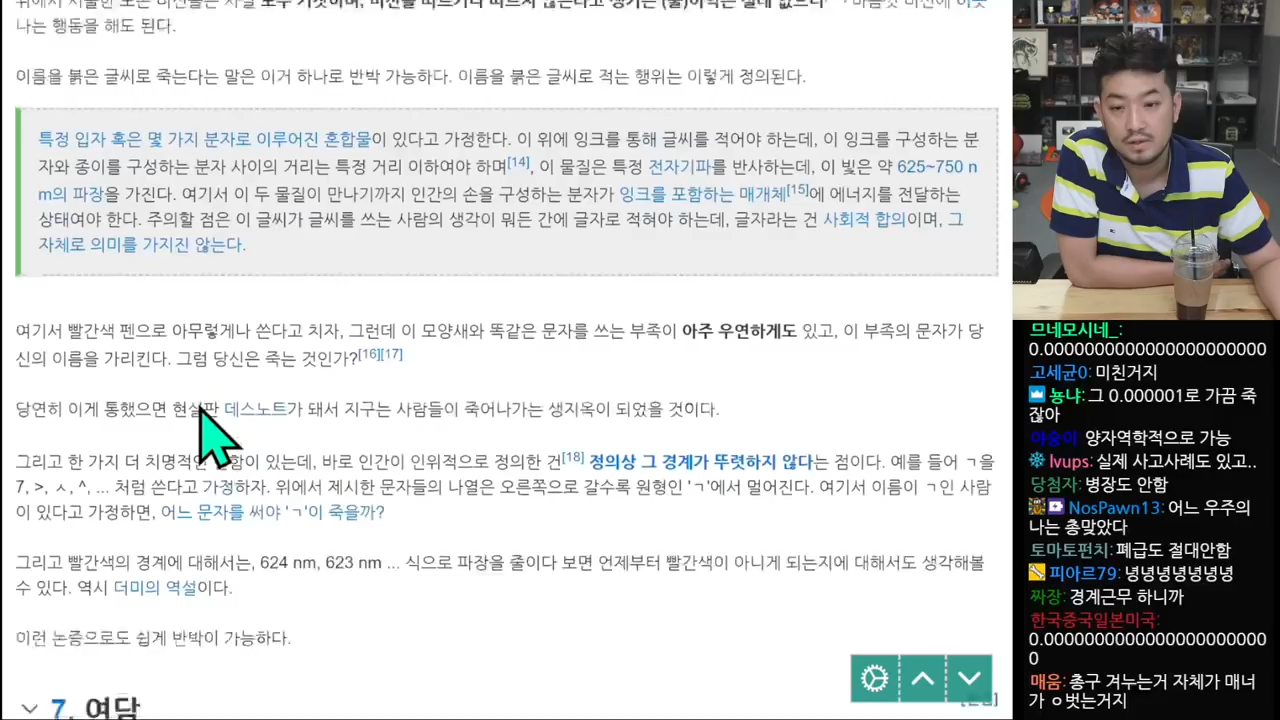 나는 행동을 해도 된다.
이름을 붉은 글씨로 죽는다는 말은 이거 하나로 반박 가능하다. 이름을 붉은 글씨로 적는 행위는 이렇게 정의된다.
특정 입자 혹은 몇 가지 분자로 이루어진 혼합물이 있다고 가정한다. 이 위에 잉크를 통해 글씨를 적어야 하는데, 이 잉크를 구성하는 분
자와 종이를 구성하는 분자 사이의 거리는 특정 거리 이하여야 하며[14], 이 물질은 특정 전자기파를 반사하는데, 이 빛은 약 625~750 n
m의 파장을 가진다. 여기서 이 두 물질이 만나기까지 인간의 손을 구성하는 분자가 잉크를 포함하는 매개체[15]에 에너지를 전달하는
상태여야 한다. 주의할 점은 이 글씨가 글씨를 쓰는 사람의 생각이 뭐든 간에 글자로 적혀야 하는데, 글자라는 건 사회적 합의이며, 그
자체로 의미를 가지진 않는다.
여기서 빨간색 펜으로 아무렇게나 쓴다고 치자, 그런데 이 모양새와 똑같은 문자를 쓰는 부족이 아주 우연하게도 있고, 이 부족의 문자가 당
신의 이름을 가리킨다. 그럼 당신은 죽는 것인가?[16][17]
당연히 이게 통했으면 현실판 데스노트가 돼서 지구는 사람들이 죽어나가는 생지옥이 되었을 것이다.
그리고 한 가지 더 치명적인 있는데, 바로 인간이 인위적으로 정의한 건[18] 정의상 그 경계가 뚜렷하지 않다는 점이다. 예를 들어 ㄱ을
7, >, ㅅ, ^, ... 처럼 쓴다고 가정하자. 위에서 제시한 문자들의 나열은 오른쪽으로 갈수록 원형인 'ㄱ'에서 멀어진다. 여기서 이름이 ㄱ인 사람
이 있다고 가정하면, 어느 문자를 써야 'ㄱ'이 죽을까?
그리고 빨간색의 경계에 대해서는, 624 nm, 623 nm ... 식으로 파장을 줄이다 보면 언제부터 빨간색이 아니게 되는지에 대해서도 생각해볼
수 있다. 역시 더미의 역설이다.
이런 논증으로도 쉽게 반박이 가능하다.
7. 여담
[편집]
므네모시네_:
0.0000000000000000000000
고세균0: 미친거지
뇽냐: 그 0.000001로 가끔 죽
잖아
야숭이: 양자역학적으로 가능
lvups: 실제 사고사례도 있고..
당첨자: 병장도 안함
NosPawn13: 어느 우주의
나는 총맞았다
토마토펀치: 폐급도 절대안함
피아르79: 녕녕녕녕녕녕녕
짜장: 경계근무 하니까
한국중국일본미국:
0.0000000000000000000000
0
매움: 총구 겨누는거 자체가 매너
가 ㅇ벗는거지